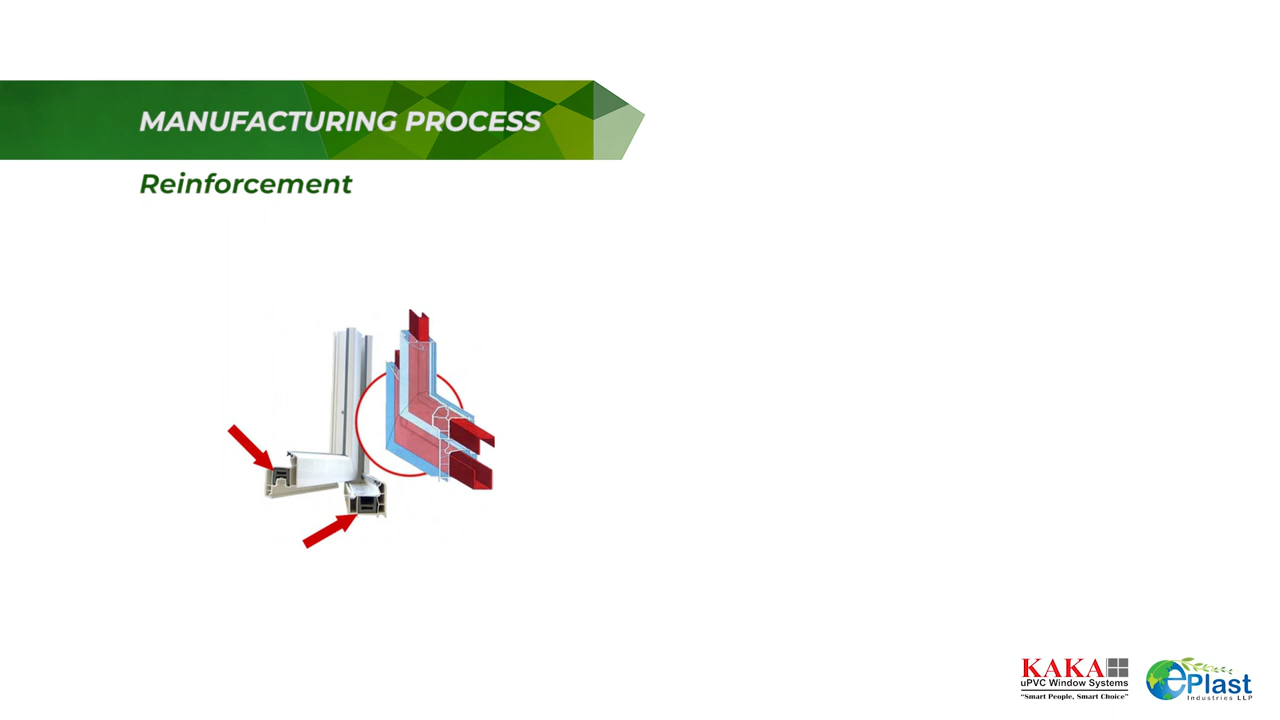 MANUFACTURING PROCESS
Reinforcement
KAKA
uPVC Window Systems
"Smart People, Smart Choice"
ePlast
Industries LLP